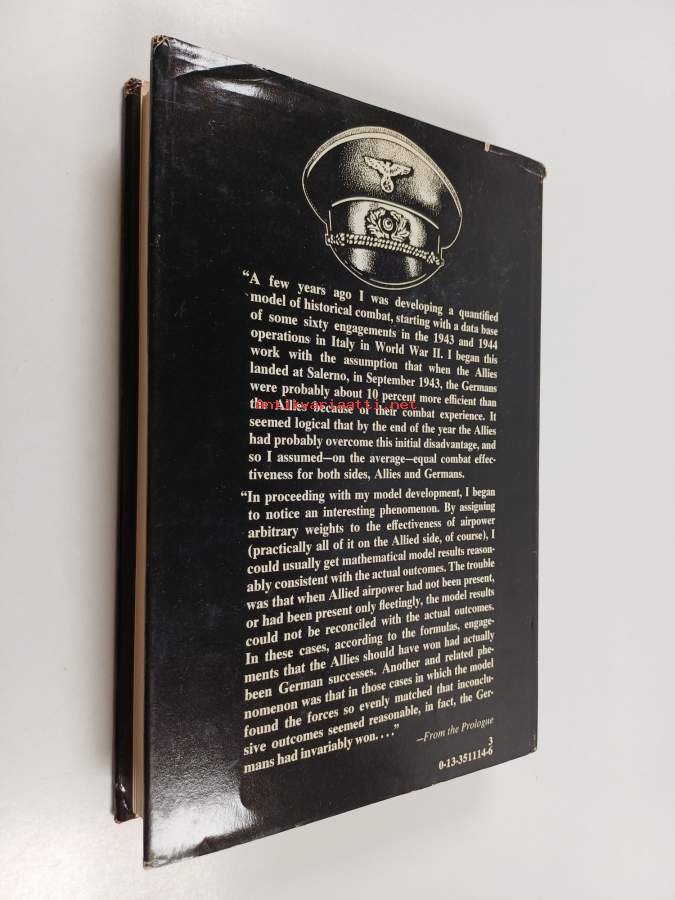 “A few years ago I was developing a quantified
model of historical combat, starting with a data base
of some sixty engagements in the 1943 and 1944
operations in Italy in World War II. I began this
work with the assumption that when the Allies
landed at Salerno, in September 1943, the Germans
were probably about 10 percent more efficient than
the Allies because of their combat experience. It
antikvariaatti.net
seemed logical that by the end of the year the Allies
had probably overcome this initial disadvantage, and
so I assumed—on the average—equal combat effec-
tiveness for both sides, Allies and Germans.
“In proceeding with my model development, I began
to notice an interesting phenomenon. By assigning
arbitrary weights to the effectiveness of airpower
(practically all of it on the Allied side, of course), I
could usually get mathematical model results reason-
ably consistent with the actual outcomes. The trouble
was that when Allied airpower had not been present,
or had been present only fleetingly, the model results
could not be reconciled with the actual outcomes.
In these cases, according to the formulas, engage-
ments that the Allies should have won had actually
been German successes. Another and related phe-
nomenon was that in those cases in which the model
found the forces so evenly matched that inconclu-
sive outcomes seemed reasonable, in fact, the Ger-
mans had invariably won. . . .”
—From the Prologue
3
0-13-351114-6